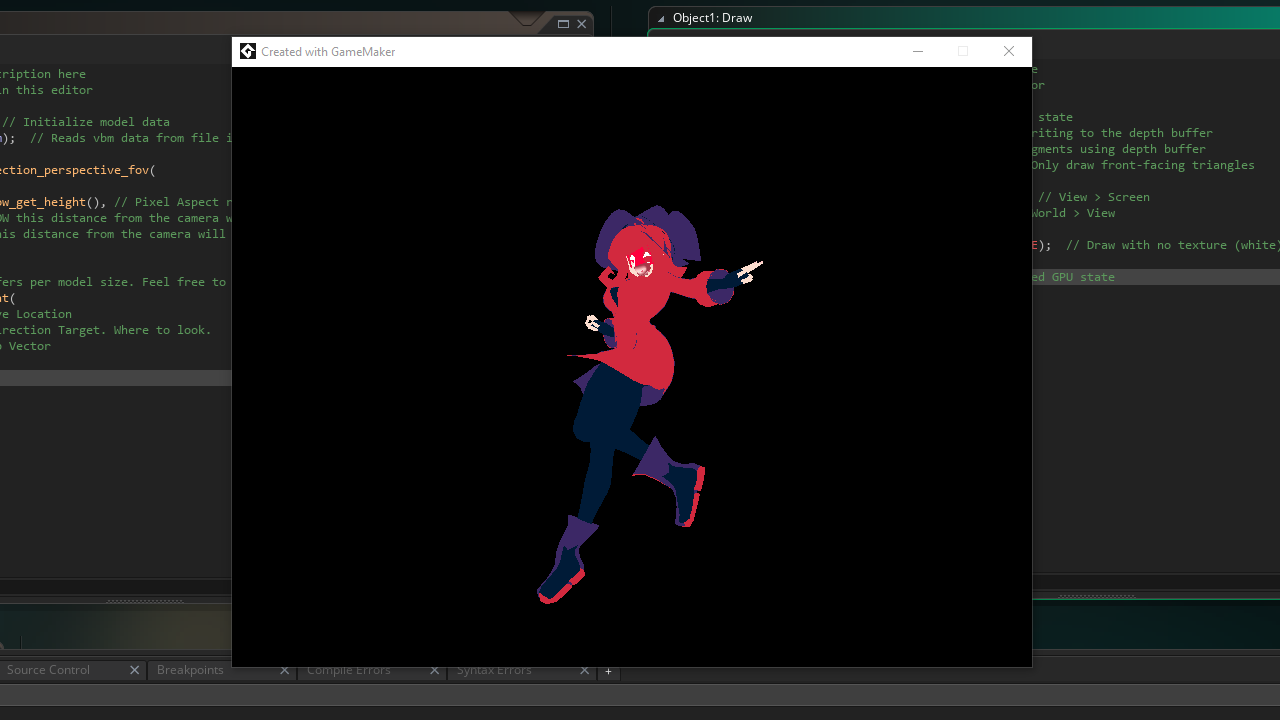 Object1: Draw
Created with GameMaker
ription here
in this editor
// Initialize model data
); // Reads vbm data from file i
ection_perspective_fov(
ow_get_height(), // Pixel Aspect r
OW this distance from the camera w
his distance from the camera will
fers per model size. Feel free to
t(
ve Location
irection Target. Where to look.
p Vector
e
or
state
riting to the depth buffer
gments using depth buffer
Only draw front-facing triangles
// View > Screen
World > View
E); // Draw with no texture (white)
ed GPU state
Source Control
Breakpoints
Compile Errors
Syntax Errors
+